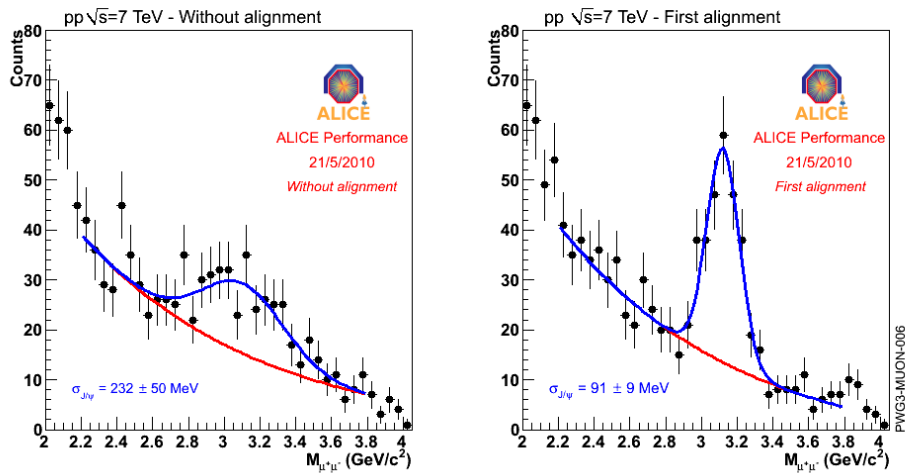 pp √s=7 TeV - Without alignment
Counts
80
70
60
50
40
30
20
10
0
ALICE
ALICE Performance
21/5/2010
Without alignment
σJ/ψ = 232 ± 50 MeV
2 2.2 2.4 2.6 2.8 3 3.2 3.4 3.6 3.8 4
Mμ+μ- (GeV/c²)
pp √s=7 TeV - First alignment
Counts
80
70
60
50
40
30
20
10
0
ALICE
ALICE Performance
21/5/2010
First alignment
σJ/ψ = 91 ± 9 MeV
2 2.2 2.4 2.6 2.8 3 3.2 3.4 3.6 3.8 4
Mμ+μ- (GeV/c²)
PWG3-MUON-006